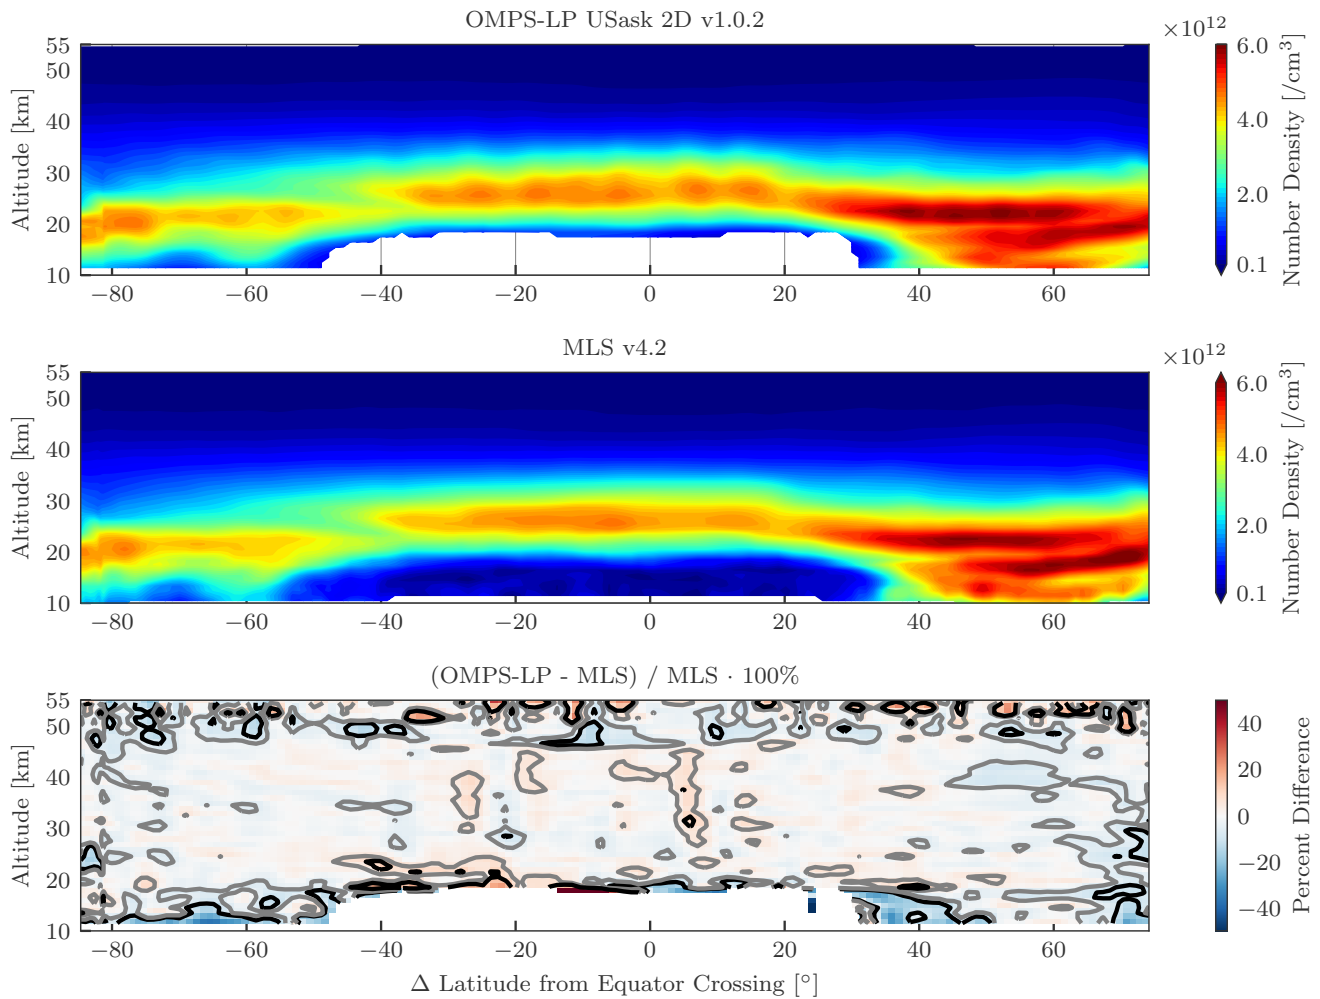 OMPS-LP USask 2D v1.0.2
×10¹²
55
50
40
30
20
10
Altitude [km]
−80 −60 −40 −20 0 20 40 60
6.0
4.0
2.0
0.1
Number Density [/cm³]
MLS v4.2
×10¹²
55
50
40
30
20
10
Altitude [km]
−80 −60 −40 −20 0 20 40 60
6.0
4.0
2.0
0.1
Number Density [/cm³]
(OMPS-LP - MLS) / MLS · 100%
55
50
40
30
20
10
Altitude [km]
−80 −60 −40 −20 0 20 40 60
Δ Latitude from Equator Crossing [°]
40
20
0
−20
−40
Percent Difference